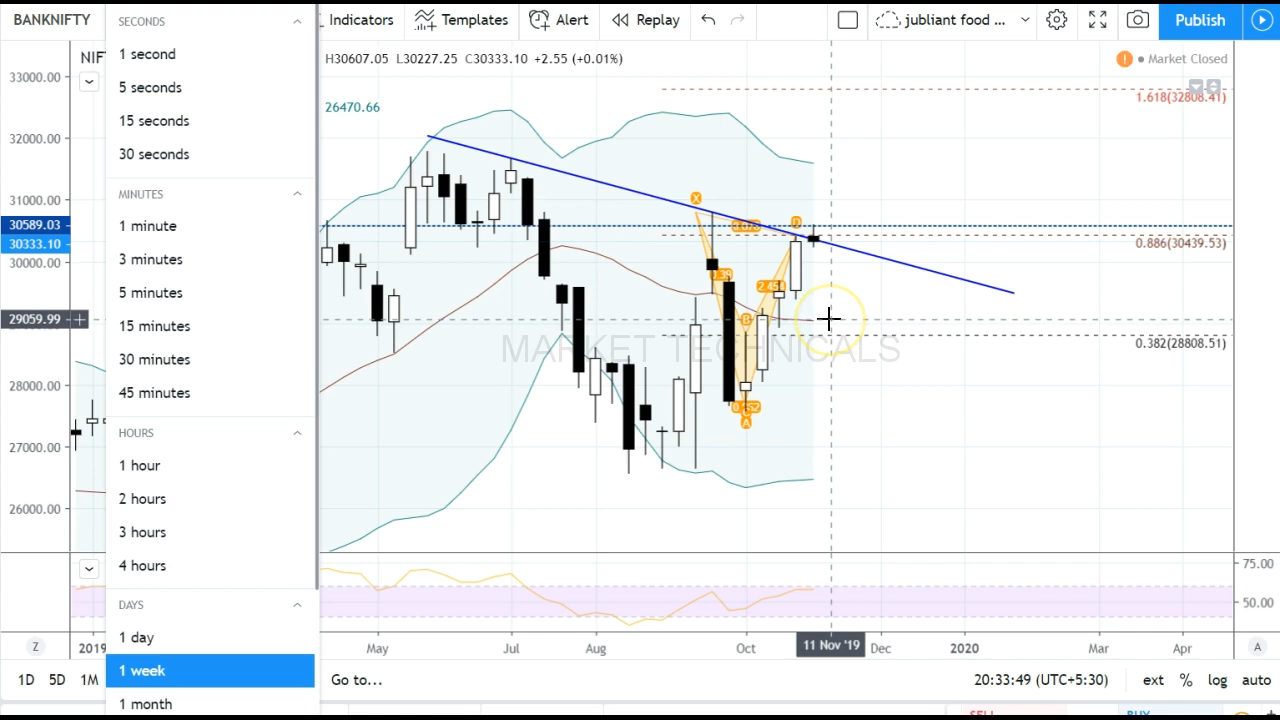 BANKNIFTY
Indicators
Templates
Alert
Replay
jubliant food ...
Publish
SECONDS
1 second
5 seconds
15 seconds
30 seconds
MINUTES
1 minute
3 minutes
5 minutes
15 minutes
30 minutes
45 minutes
HOURS
1 hour
2 hours
3 hours
4 hours
DAYS
1 day
1 week
1 month
NIF
H30607.05 L30227.25 C30333.10 +2.55 (+0.01%)
Market Closed
26470.66
33000.00
32000.00
31000.00
30589.03
30333.10
30000.00
29059.99
28000.00
27000.00
26000.00
1.618(32808.41)
0.886(30439.53)
0.382(28808.51)
X
D
B
A
MARKET TECHNICALS
75.00
50.00
Z
2019
May
Jul
Aug
Oct
11 Nov '19
Dec
2020
Mar
Apr
A
1D
5D
1M
Go to...
20:33:49 (UTC+5:30)
ext
%
log
auto
SELL
BUY